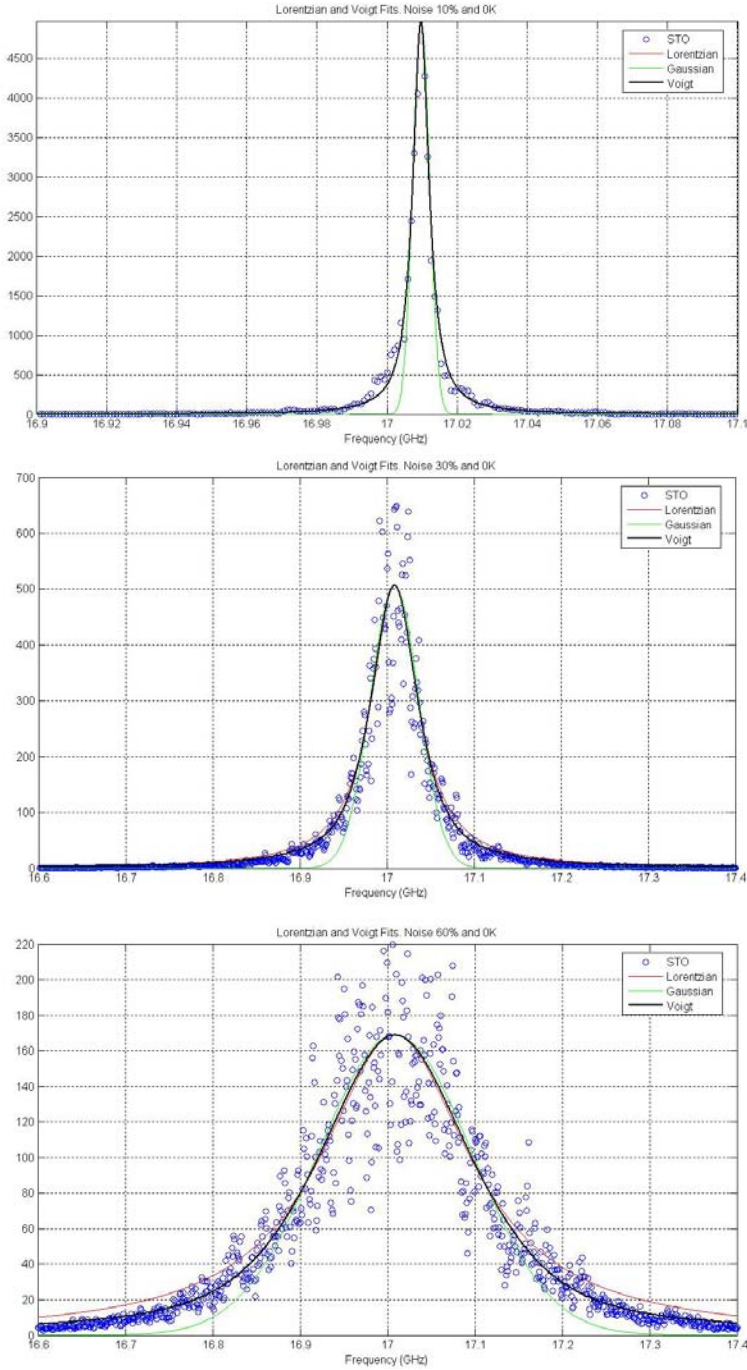 Lorentzian and Voigt Fits. Noise 10% and 0K
STO
Lorentzian
Gaussian
Voigt
4500
4000
3500
3000
2500
2000
1500
1000
500
0
16.9 16.92 16.94 16.96 16.98 17 17.02 17.04 17.06 17.08 17.1
Frequency (GHz)
Lorentzian and Voigt Fits. Noise 30% and 0K
STO
Lorentzian
Gaussian
Voigt
700
600
500
400
300
200
100
0
16.6 16.7 16.8 16.9 17 17.1 17.2 17.3 17.4
Frequency (GHz)
Lorentzian and Voigt Fits. Noise 60% and 0K
STO
Lorentzian
Gaussian
Voigt
220
200
180
160
140
120
100
80
60
40
20
0
16.6 16.7 16.8 16.9 17 17.1 17.2 17.3 17.4
Frequency (GHz)